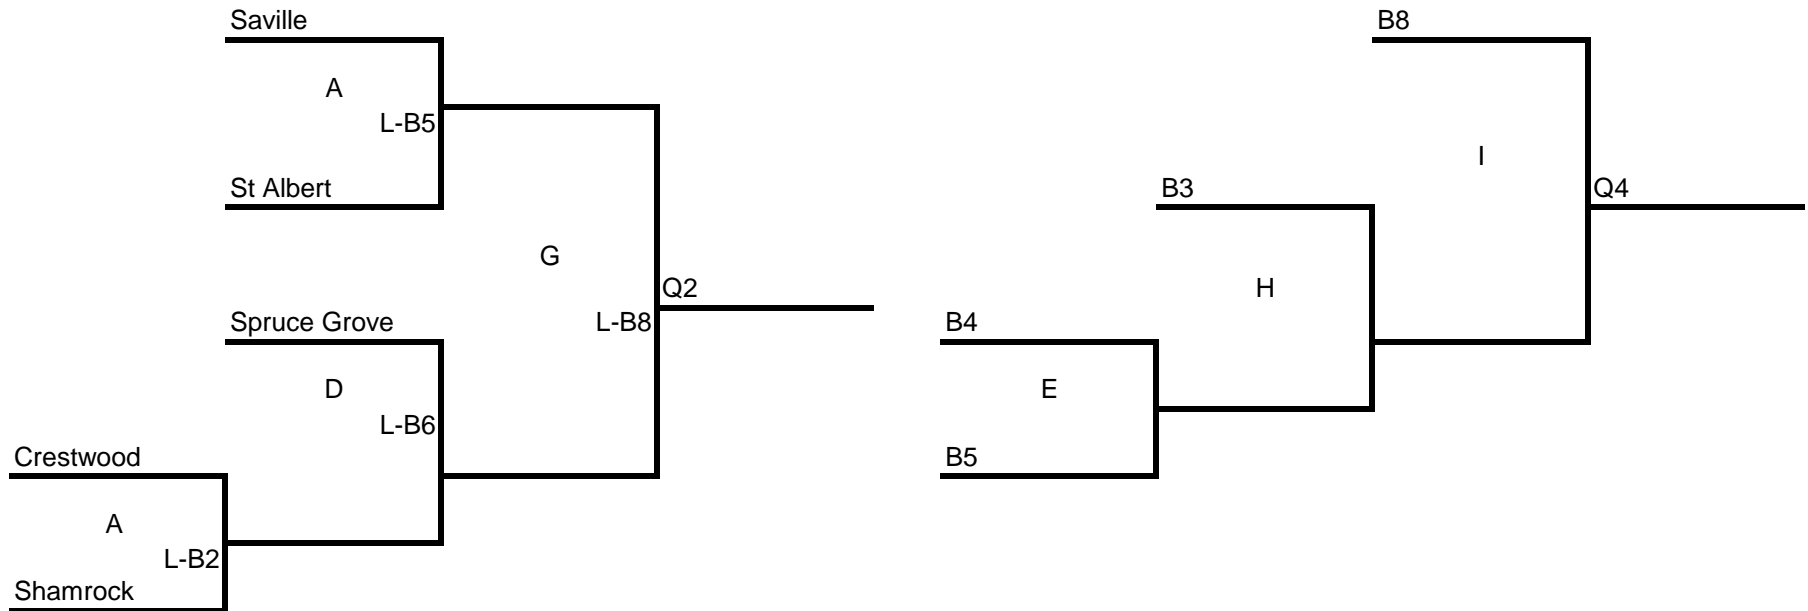 Saville
A
L-B5
St Albert
G
Spruce Grove
Q2
L-B8
D
L-B6
Crestwood
A
L-B2
Shamrock
B8
I
B3
Q4
H
B4
E
B5